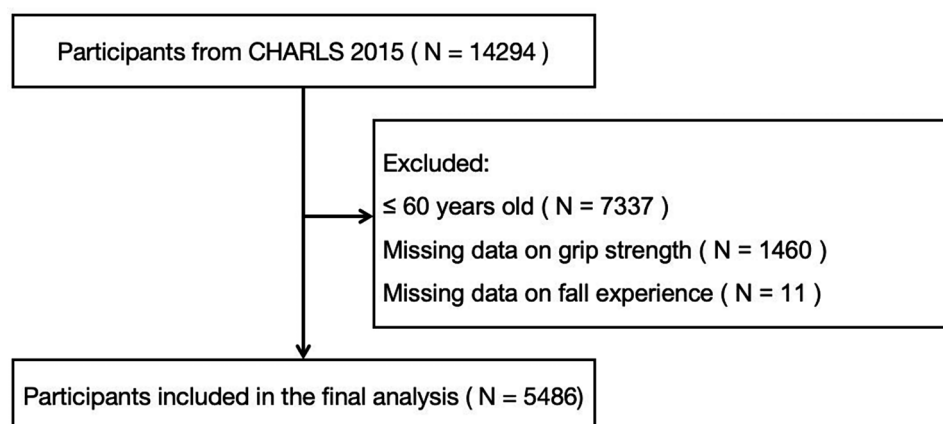 Participants from CHARLS 2015 ( N = 14294 )
Excluded:
≤ 60 years old ( N = 7337 )
Missing data on grip strength ( N = 1460 )
Missing data on fall experience ( N = 11 )
Participants included in the final analysis ( N = 5486)